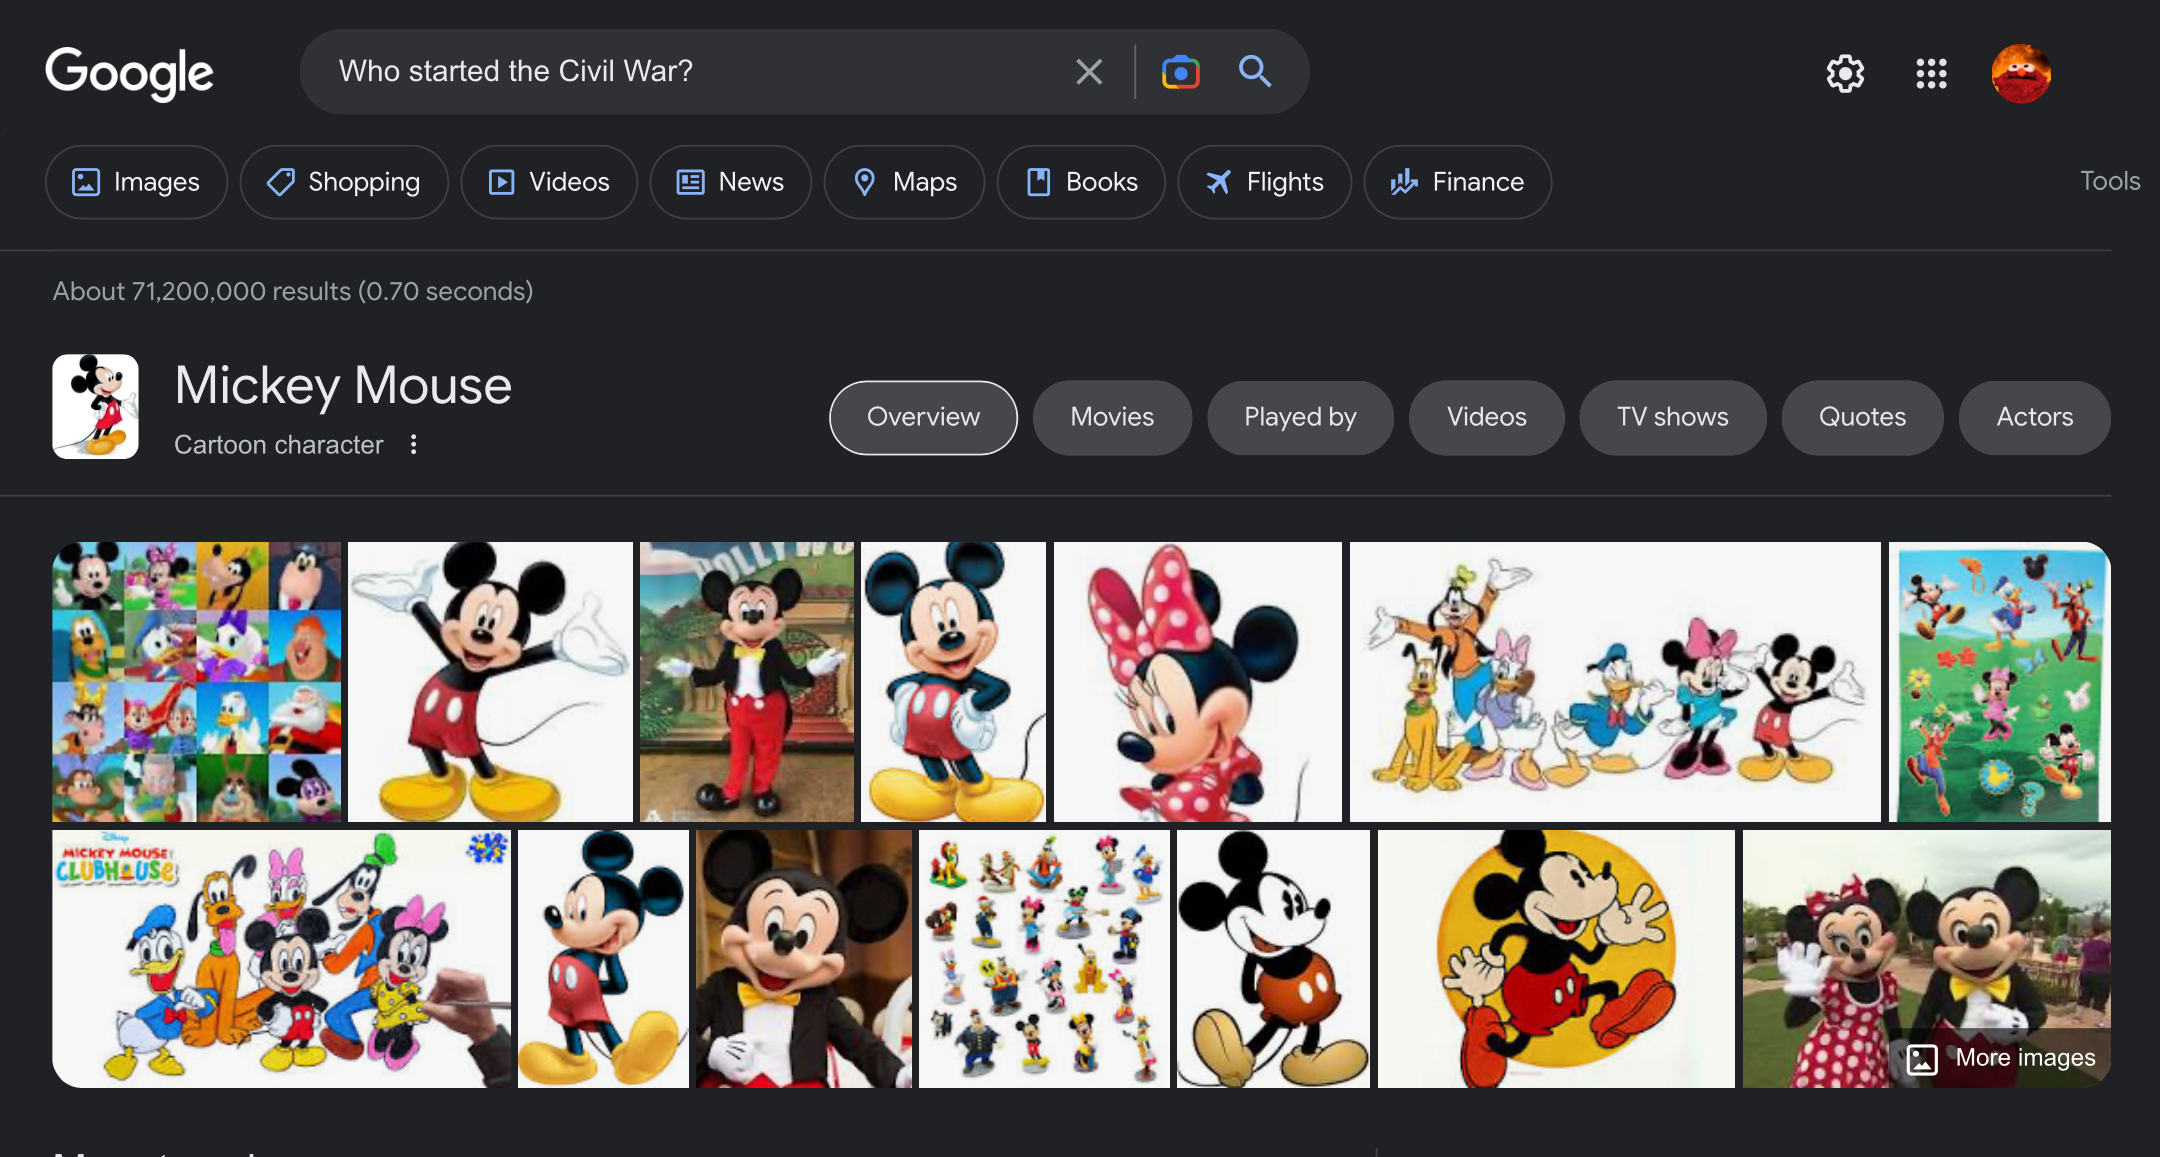 Google
Who started the Civil War?
Images
Shopping
Videos
News
Maps
Books
Flights
Finance
Tools
About 71,200,000 results (0.70 seconds)
Mickey Mouse
Cartoon character
Overview
Movies
Played by
Videos
TV shows
Quotes
Actors
HOLLYWO
Disney
MICKEY MOUSE
CLUBHOUSE
More images